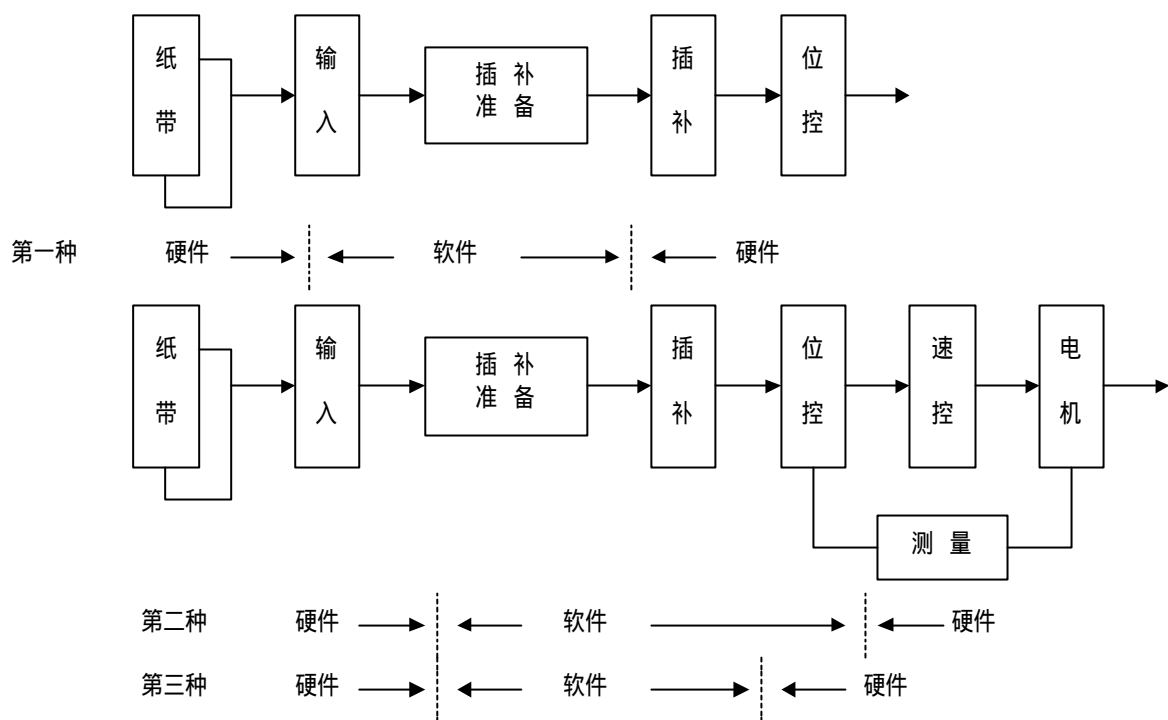 纸带
输入
插 补
准 备
插补
位控
第一种 硬件 软件 硬件
纸带
输入
插 补
准 备
插补
位控
速控
电机
测 量
第二种 硬件 软件 硬件
第三种 硬件 软件 硬件